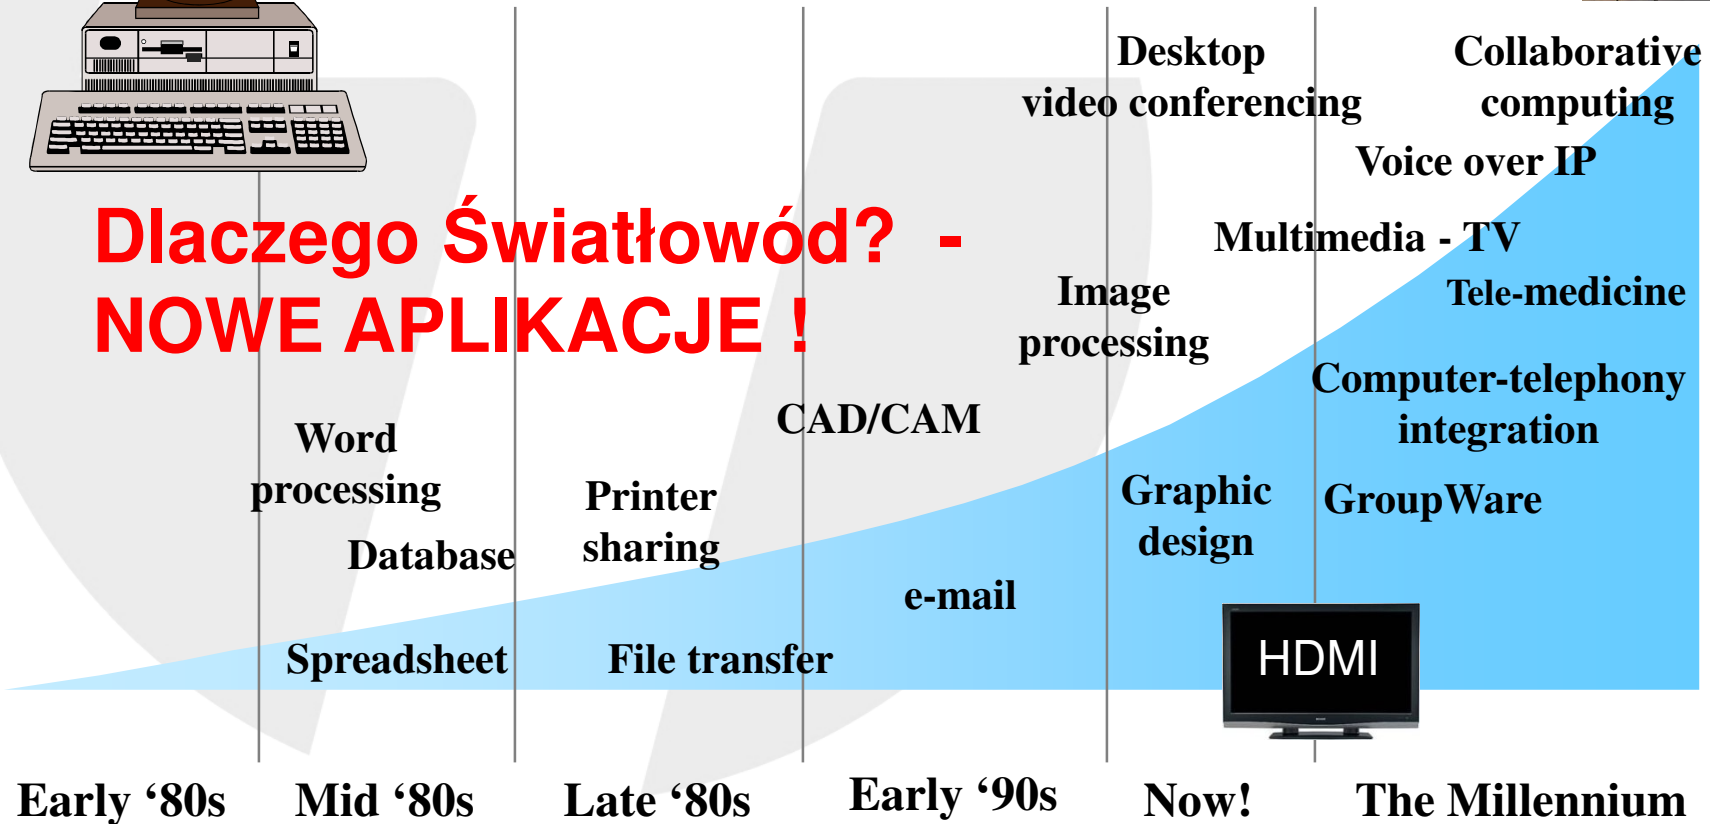 Desktop
video conferencing
Collaborative
computing
Voice over IP
Dlaczego Światłowód? -
NOWE APLIKACJE !
Multimedia - TV
Image
processing
Tele-medicine
Computer-telephony
integration
CAD/CAM
Word
processing
Printer
sharing
Graphic
design
GroupWare
Database
e-mail
Spreadsheet
File transfer
HDMI
Early ‘80s
Mid ‘80s
Late ‘80s
Early ‘90s
Now!
The Millennium